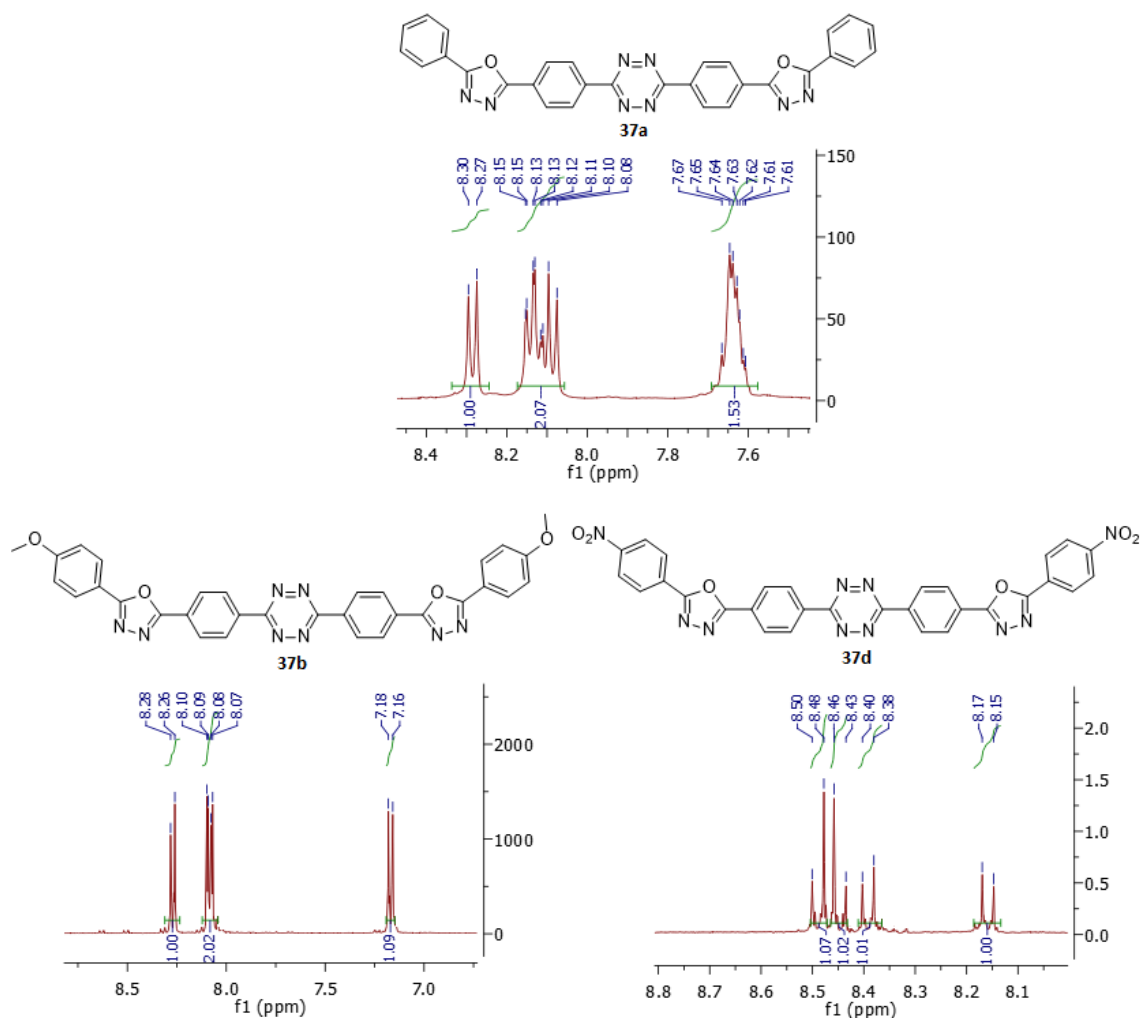 O
N-N
N=N
N=N
O
N-N
37a
8.30
8.27
8.15
8.15
8.13
8.13
8.12
8.11
8.10
8.08
7.67
7.65
7.64
7.63
7.62
7.61
7.61
150
100
50
0
1.00
2.07
1.53
8.4 8.2 8.0 7.8 7.6
f1 (ppm)
O
O
N-N
N=N
N=N
O
N-N
O
37b
8.28
8.26
8.10
8.09
8.08
8.07
7.18
7.16
2000
1000
0
1.00
2.02
1.09
8.5 8.0 7.5 7.0
f1 (ppm)
O₂N
O
N-N
N=N
N=N
O
N-N
NO₂
37d
8.50
8.48
8.46
8.43
8.40
8.38
8.17
8.15
2.0
1.5
1.0
0.5
0.0
1.07
1.02
1.01
1.00
8.8 8.7 8.6 8.5 8.4 8.3 8.2 8.1
f1 (ppm)